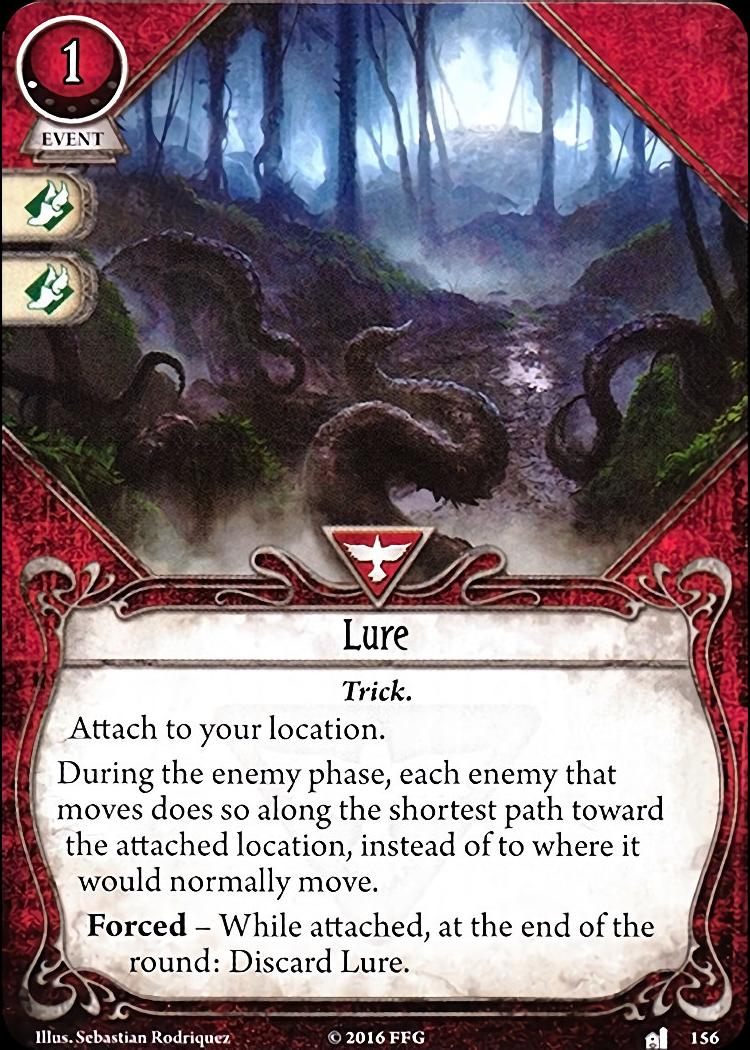 1
EVENT
Lure
Trick.
Attach to your location.
During the enemy phase, each enemy that
moves does so along the shortest path toward
the attached location, instead of to where it
would normally move.
Forced – While attached, at the end of the
round: Discard Lure.
Illus. Sebastian Rodriquez
© 2016 FFG
156